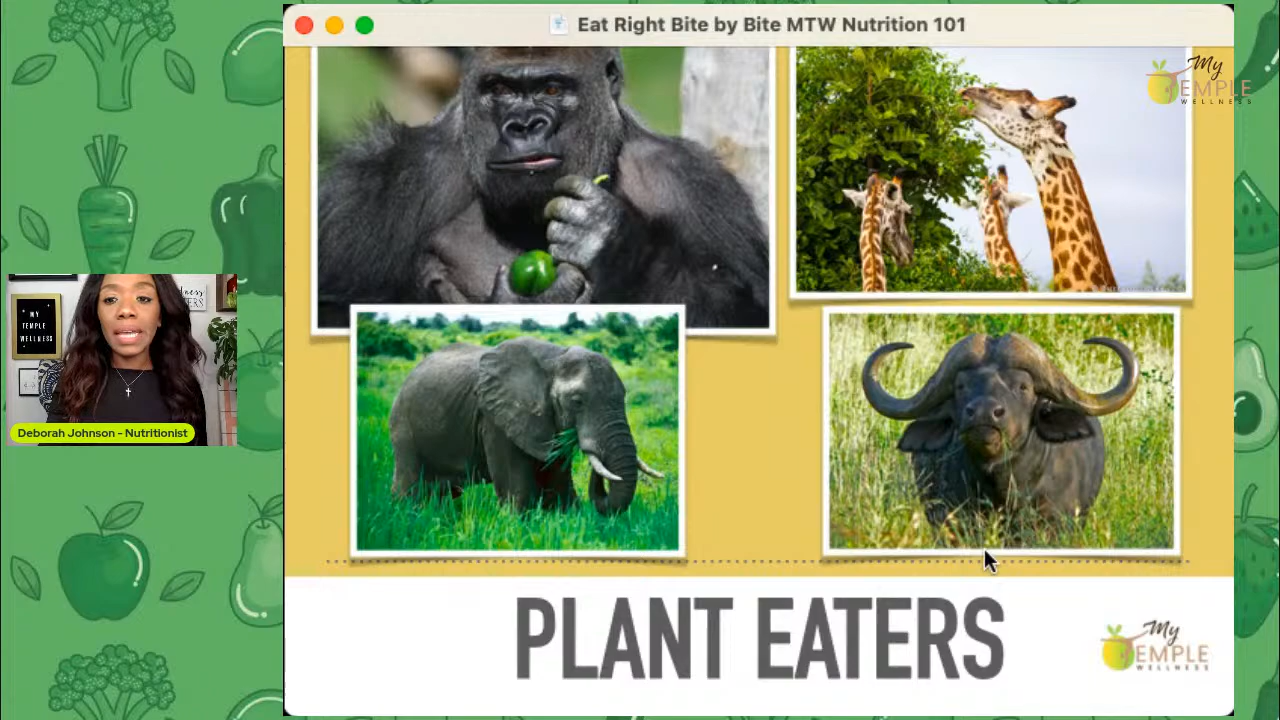 Eat Right Bite by Bite MTW Nutrition 101
My
TEMPLE
WELLNESS
MY
TEMPLE
WELLNESS
Deborah Johnson - Nutritionist
PLANT EATERS
My
TEMPLE
WELLNESS